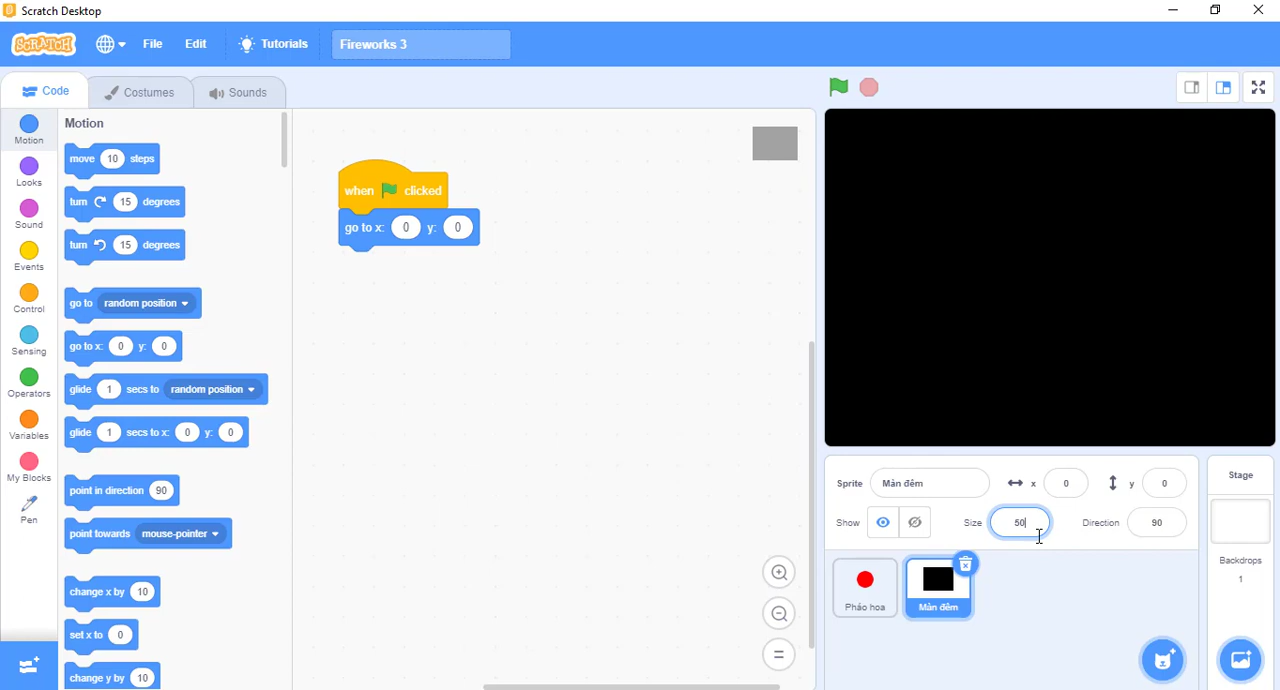 Scratch Desktop
SCRATCH
File
Edit
Tutorials
Fireworks 3
Code
Costumes
Sounds
Motion
Looks
Sound
Events
Control
Sensing
Operators
Variables
My Blocks
Pen
Motion
move 10 steps
turn 15 degrees
turn 15 degrees
go to random position
go to x: 0 y: 0
glide 1 secs to random position
glide 1 secs to x: 0 y: 0
point in direction 90
point towards mouse-pointer
change x by 10
set x to 0
change y by 10
when clicked
go to x: 0 y: 0
Sprite Màn đêm x 0 y 0
Show Size 50 Direction 90
Pháo hoa
Màn đêm
Stage
Backdrops
1